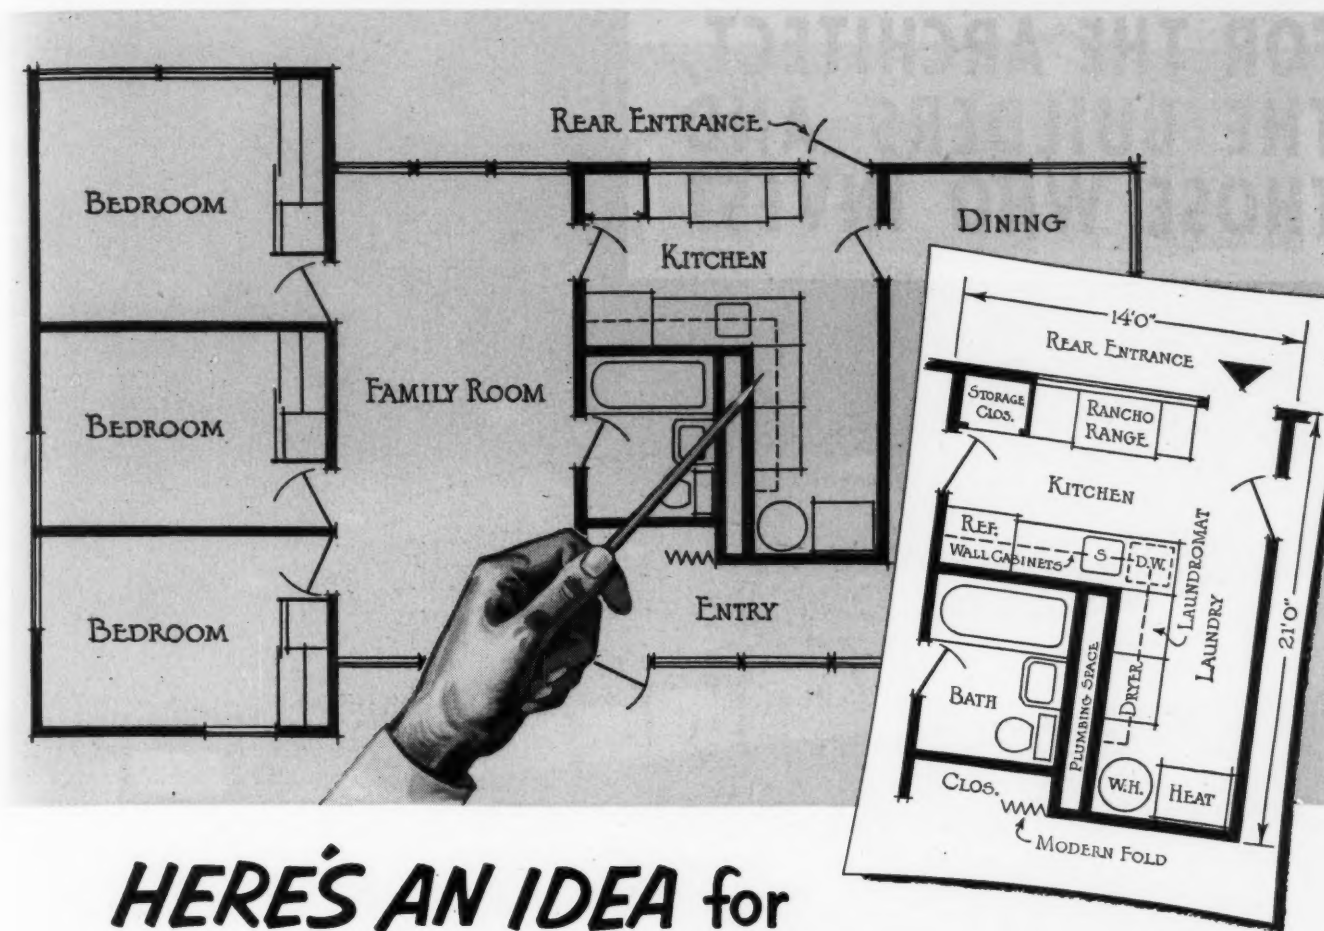 REAR ENTRANCE
BEDROOM
KITCHEN
DINING
FAMILY ROOM
BEDROOM
BEDROOM
ENTRY
14'0"
REAR ENTRANCE
STORAGE
CLOS.
RANCHO
RANGE
KITCHEN
REF.
WALL CABINETS
S
D.W.
LAUNDROMAT
LAUNDRY
21'0"
DRYER
PLUMBING SPACE
BATH
CLOS.
W.H.
HEAT
MODERN FOLD
HERE'S AN IDEA for